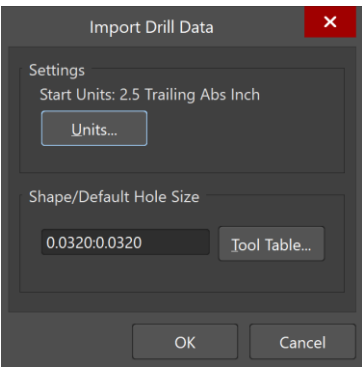 Import Drill Data
Settings
Start Units: 2.5 Trailing Abs Inch
Units...
Shape/Default Hole Size
0.0320:0.0320
Tool Table...
OK
Cancel